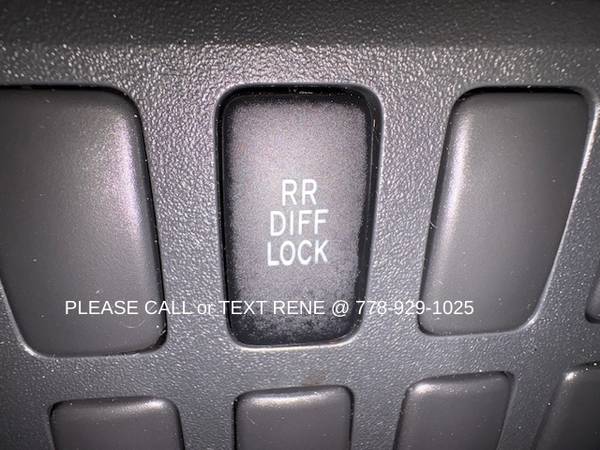 RR
DIFF
LOCK
PLEASE CALL or TEXT RENE @ 778-929-1025